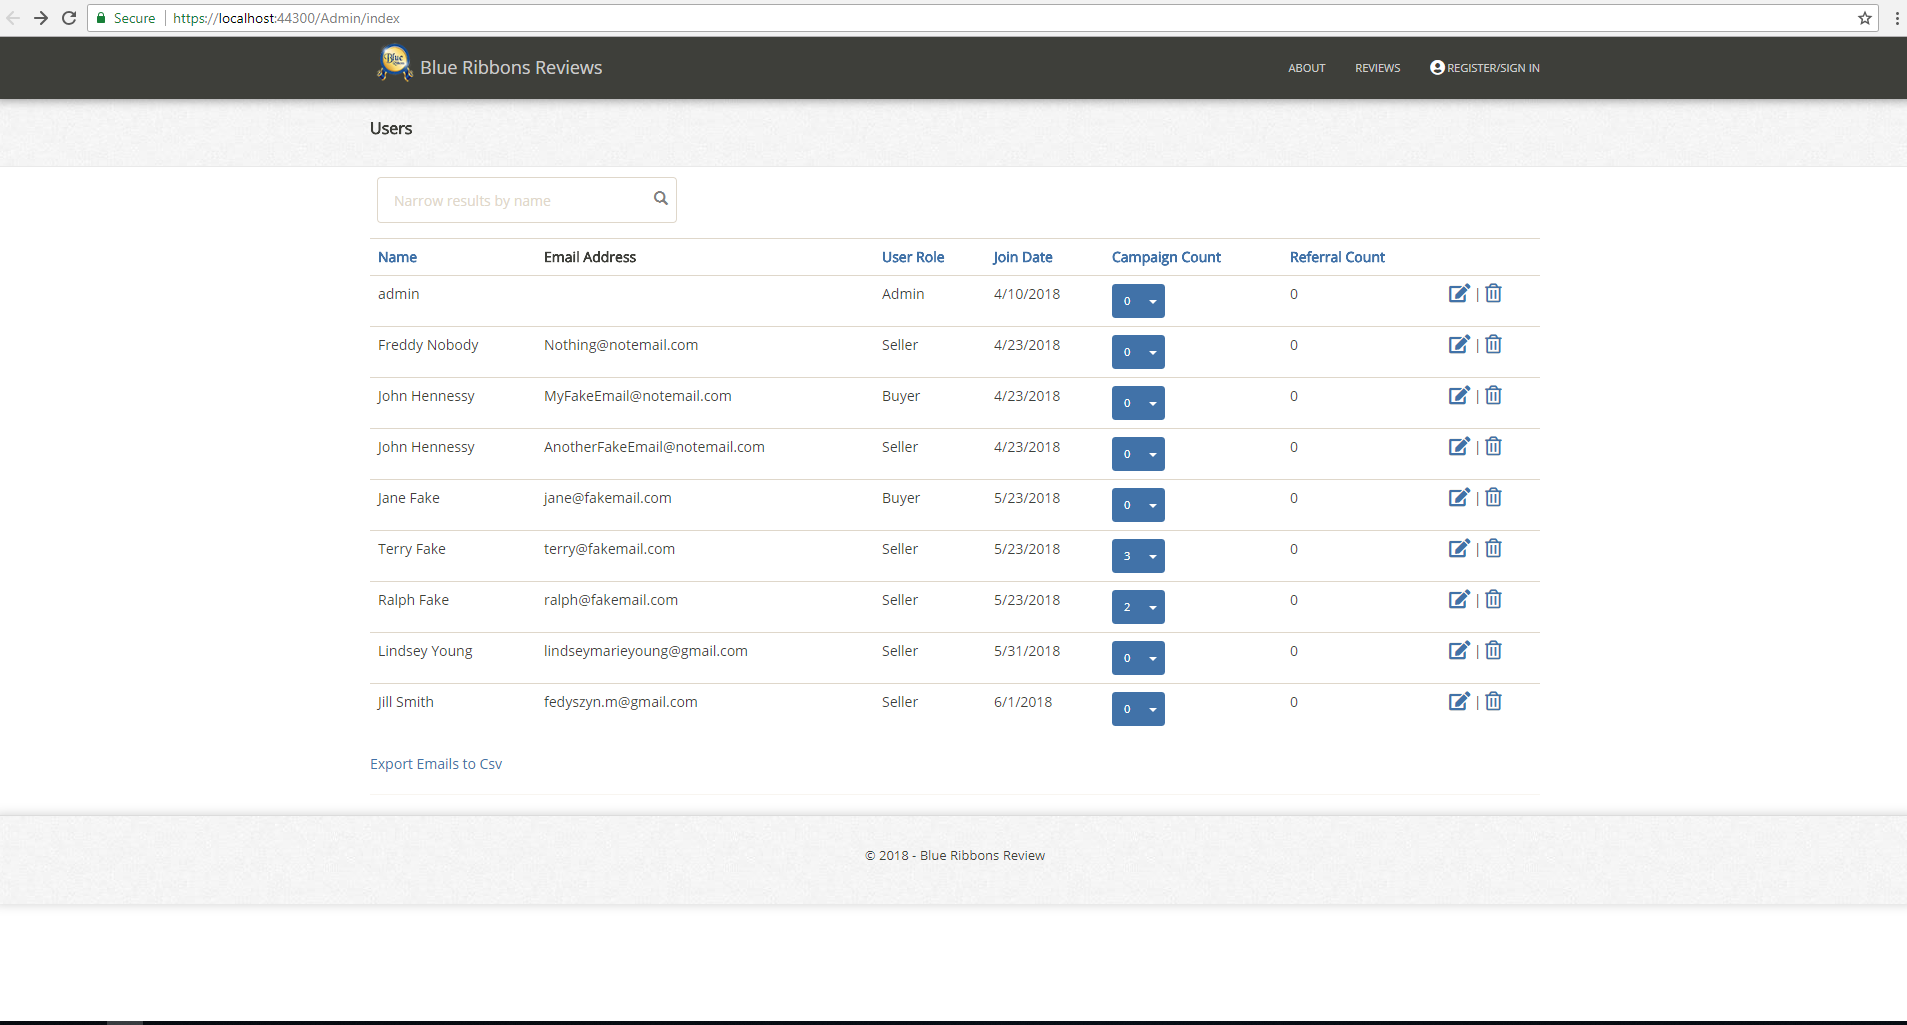 Secure https://localhost:44300/Admin/index
Blue Blue Ribbons Reviews ABOUT REVIEWS REGISTER/SIGN IN
Users
Narrow results by name
Name Email Address User Role Join Date Campaign Count Referral Count
admin Admin 4/10/2018 0 0 |
Freddy Nobody Nothing@notemail.com Seller 4/23/2018 0 0 |
John Hennessy MyFakeEmail@notemail.com Buyer 4/23/2018 0 0 |
John Hennessy AnotherFakeEmail@notemail.com Seller 4/23/2018 0 0 |
Jane Fake jane@fakemail.com Buyer 5/23/2018 0 0 |
Terry Fake terry@fakemail.com Seller 5/23/2018 3 0 |
Ralph Fake ralph@fakemail.com Seller 5/23/2018 2 0 |
Lindsey Young lindseymarieyoung@gmail.com Seller 5/31/2018 0 0 |
Jill Smith fedyszyn.m@gmail.com Seller 6/1/2018 0 0 |
Export Emails to Csv
© 2018 - Blue Ribbons Review